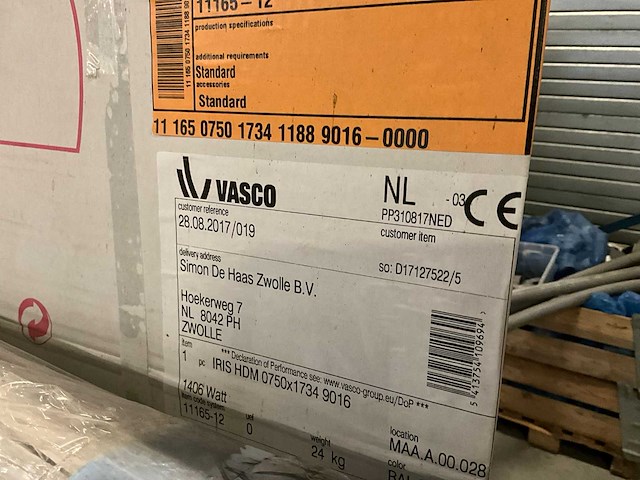 11165-12
production specifications
additional requirements
Standard
accessories
Standard
11 165 0750 1734 1188 9016-0000
VASCO
NL -03 CE
PP310817NED
customer reference
28.08.2017/019
customer item
delivery address
Simon De Haas Zwolle B.V.
so: D17127522/5
Hoekerweg 7
NL 8042 PH
ZWOLLE
*** Declaration of Performance see: www.vasco-group.eu/DoP ***
item
1 pc IRIS HDM 0750x1734 9016
5413754109694
1406 Watt
11165-12
0
weight
24 kg
location
MAA.A.00.028
color